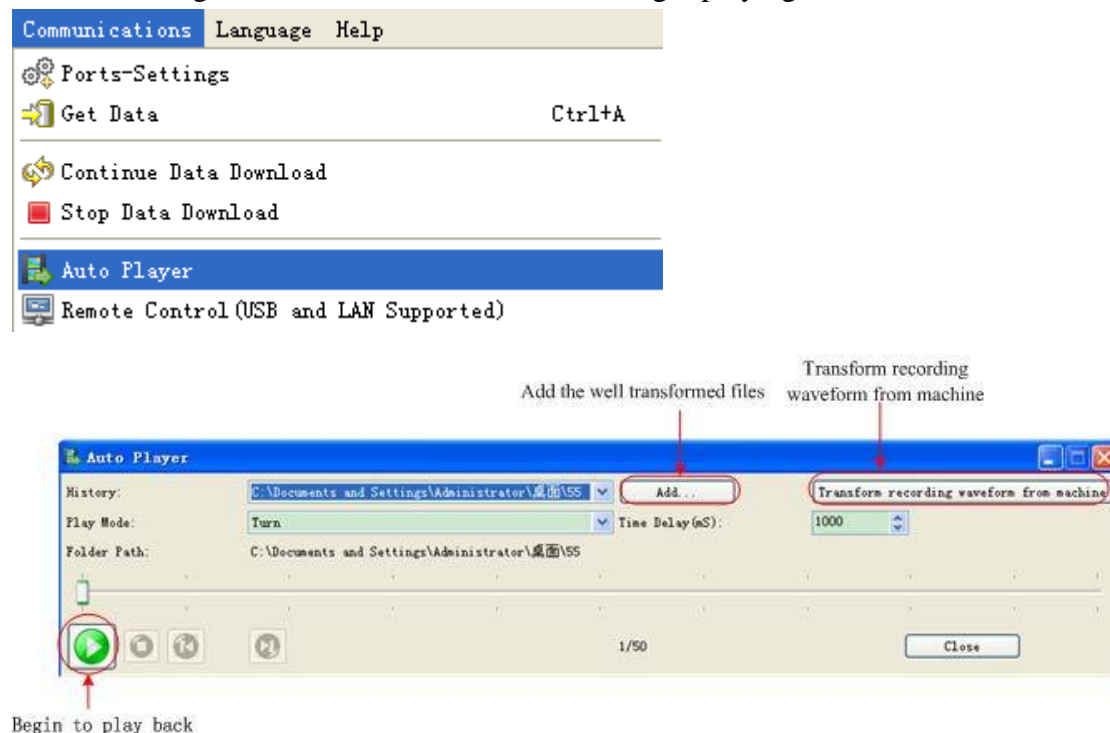 Communications Language Help
Ports-Settings
Get Data Ctrl+A
Continue Data Download
Stop Data Download
Auto Player
Remote Control(USB and LAN Supported)
Transform recording
Add the well transformed files waveform from machine
Auto Player
History: C:\Documents and Settings\Administrator\桌面\55 Add... Transform recording waveform from machine
Play Mode: Turn Time Delay(mS): 1000
Folder Path: C:\Documents and Settings\Administrator\桌面\55
1/50 Close
Begin to play back